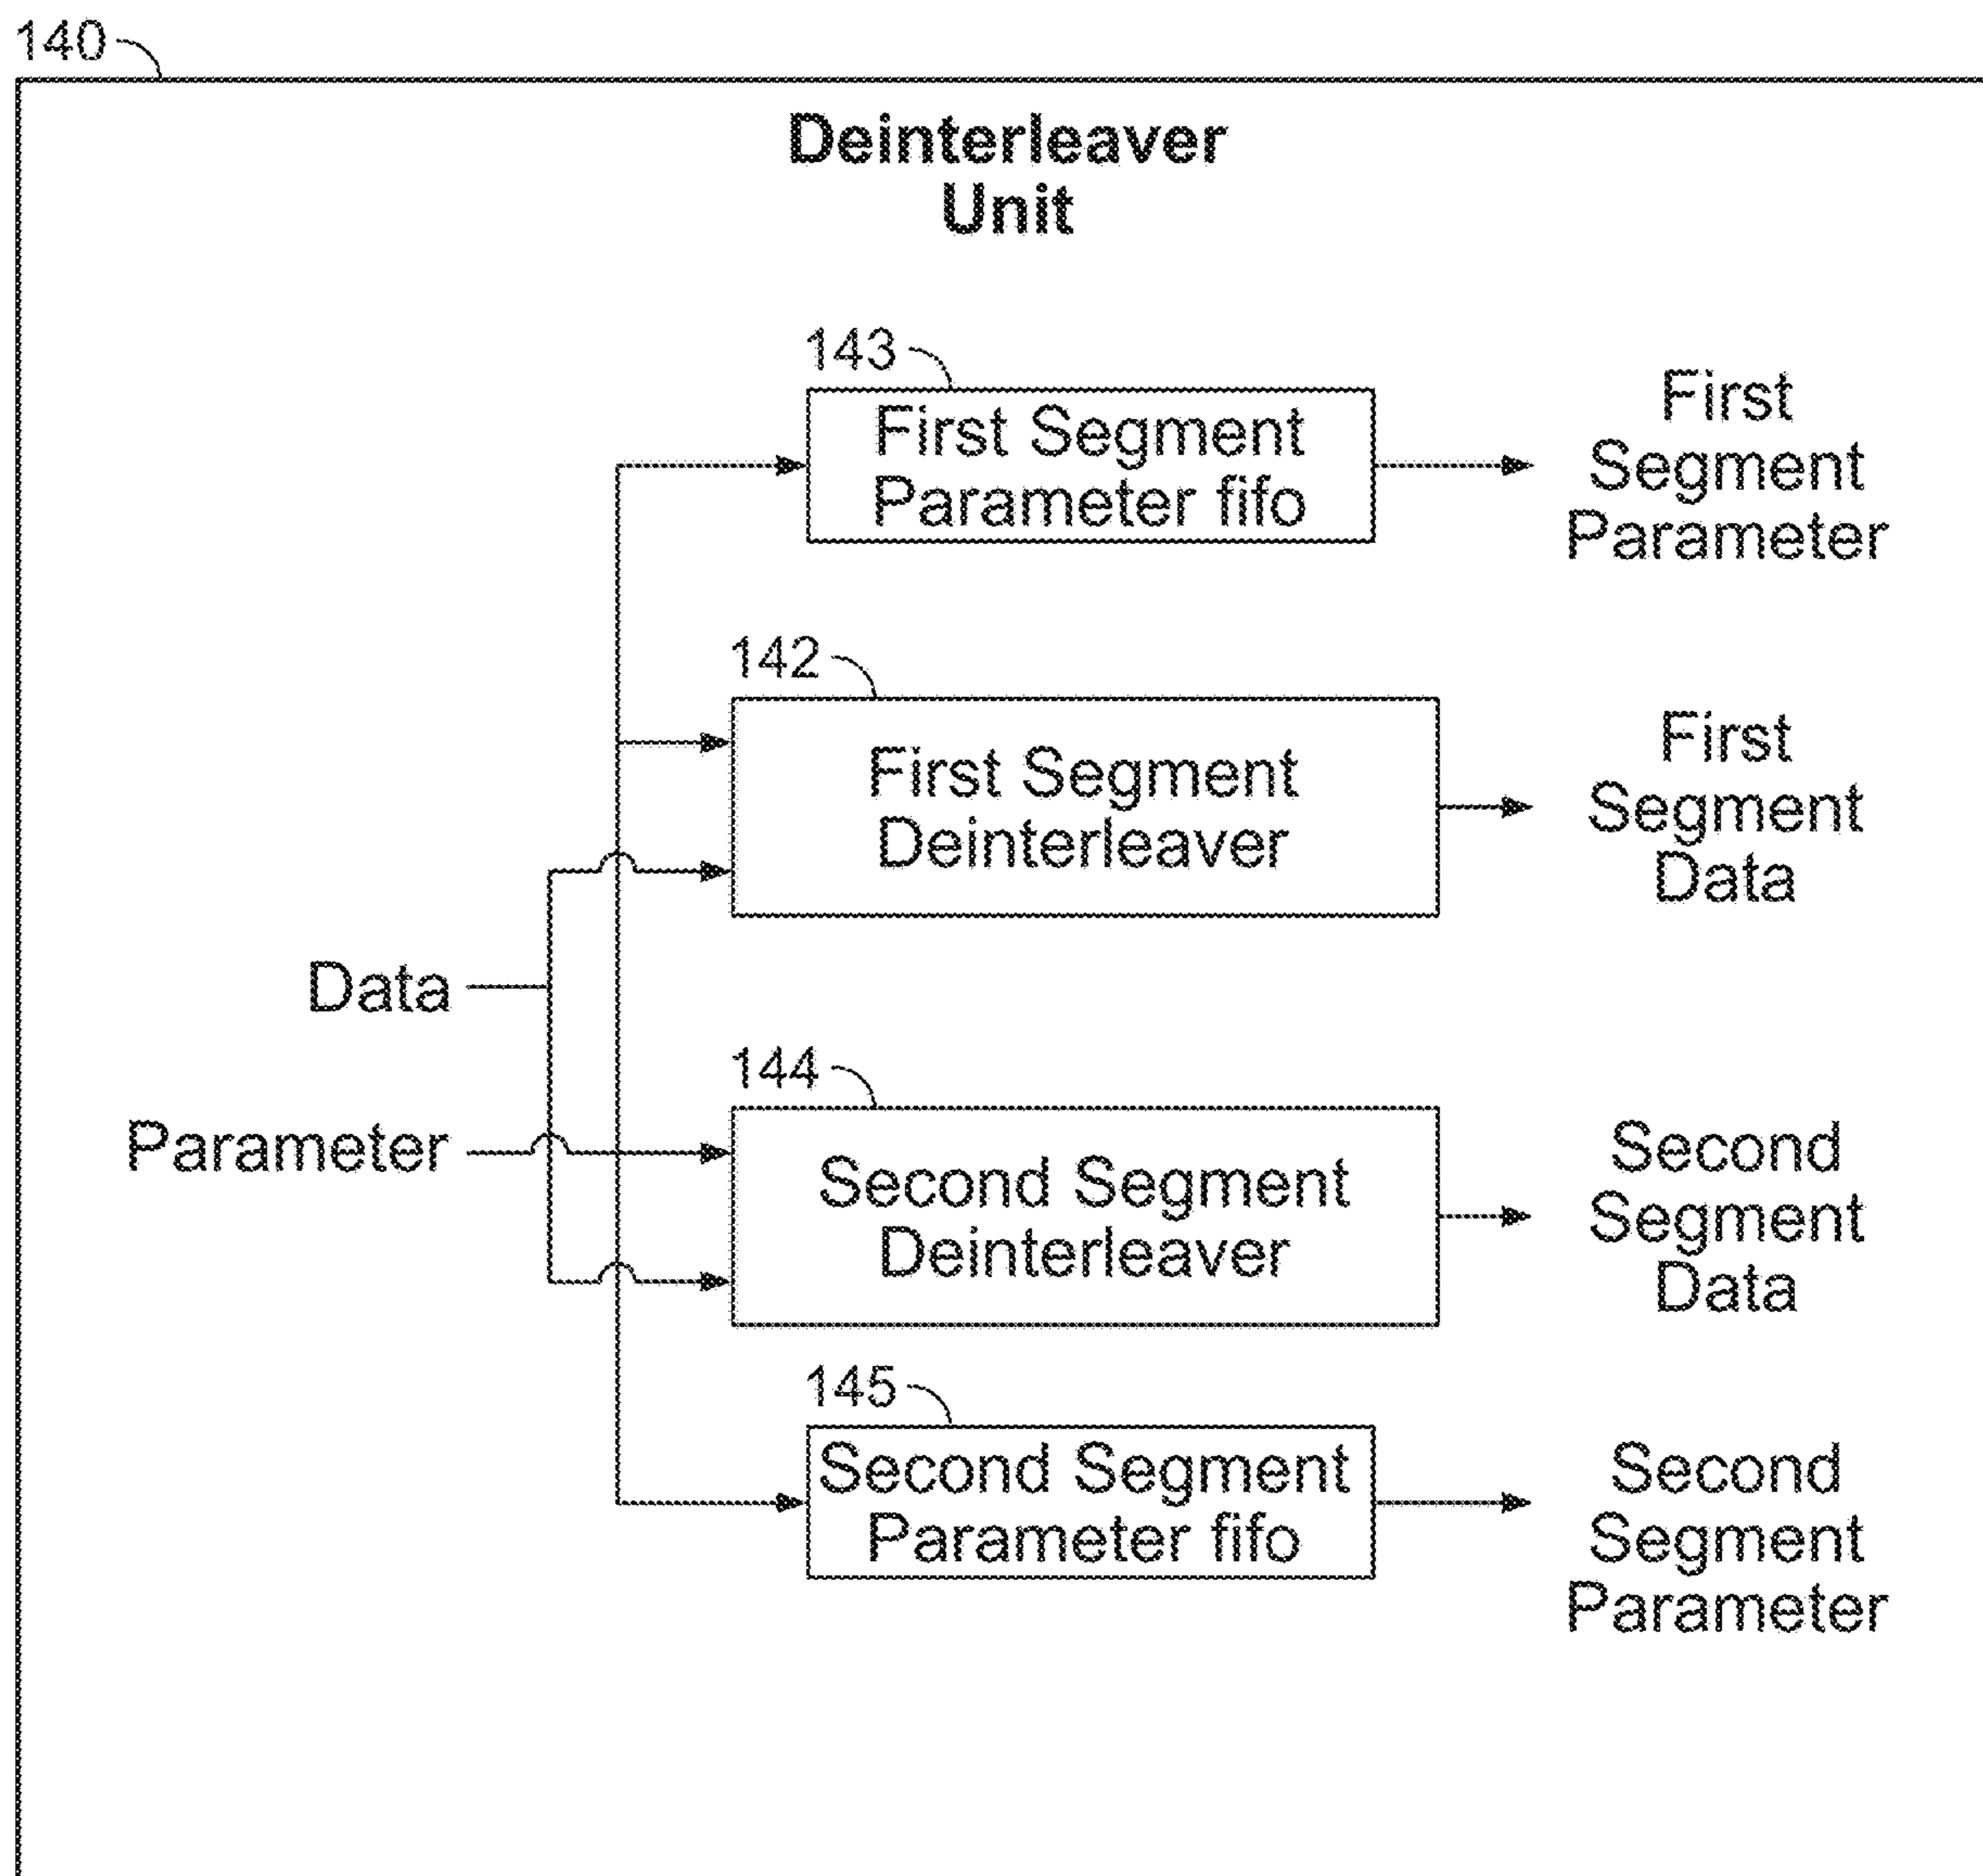 140
Deinterleaver
Unit
143
First Segment
Parameter fifo
First
Segment
Parameter
142
First Segment
Deinterleaver
First
Segment
Data
Data
Parameter
144
Second Segment
Deinterleaver
Second
Segment
Data
145
Second Segment
Parameter fifo
Second
Segment
Parameter